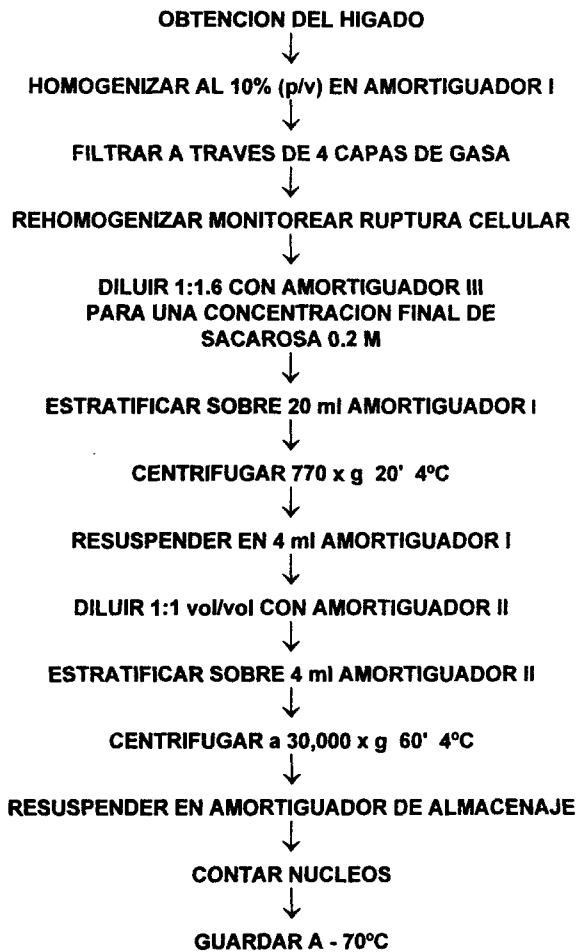 OBTENCION DEL HIGADO
↓
HOMOGENIZAR AL 10% (p/v) EN AMORTIGUADOR I
↓
FILTRAR A TRAVES DE 4 CAPAS DE GASA
↓
REHOMOGENIZAR MONITOREAR RUPTURA CELULAR
↓
DILUIR 1:1.6 CON AMORTIGUADOR III
PARA UNA CONCENTRACION FINAL DE
SACAROSA 0.2 M
↓
ESTRATIFICAR SOBRE 20 ml AMORTIGUADOR I
↓
CENTRIFUGAR 770 x g 20' 4ºC
↓
RESUSPENDER EN 4 ml AMORTIGUADOR I
↓
DILUIR 1:1 vol/vol CON AMORTIGUADOR II
↓
ESTRATIFICAR SOBRE 4 ml AMORTIGUADOR II
↓
CENTRIFUGAR a 30,000 x g 60' 4ºC
↓
RESUSPENDER EN AMORTIGUADOR DE ALMACENAJE
↓
CONTAR NUCLEOS
↓
GUARDAR A - 70ºC